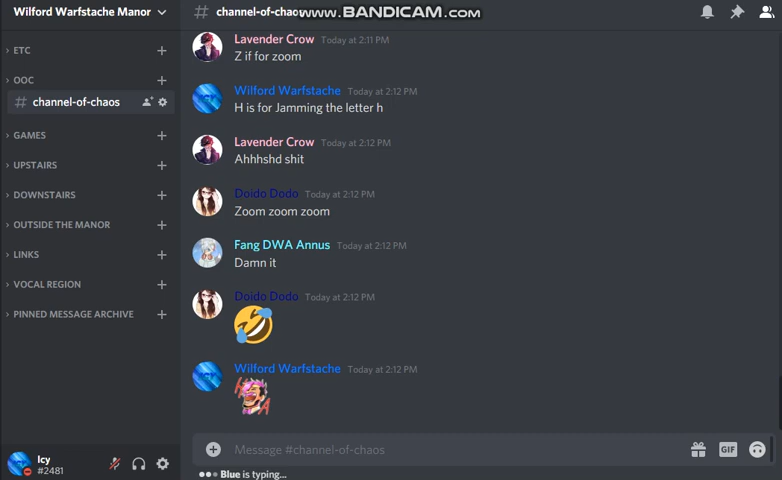 Wilford Warfstache Manor
# channel-of-chao
www.BANDICAM.com
ETC
OOC
# channel-of-chaos
GAMES
UPSTAIRS
DOWNSTAIRS
OUTSIDE THE MANOR
LINKS
VOCAL REGION
PINNED MESSAGE ARCHIVE
Lavender Crow Today at 2:11 PM
Z if for zoom
Wilford Warfstache Today at 2:12 PM
H is for Jamming the letter h
Lavender Crow Today at 2:12 PM
Ahhhshd shit
Doido Dodo Today at 2:12 PM
Zoom zoom zoom
Fang DWA Annus Today at 2:12 PM
Damn it
Doido Dodo Today at 2:12 PM
Wilford Warfstache Today at 2:12 PM
Message #channel-of-chaos
GIF
Blue is typing...
Icy
#2481